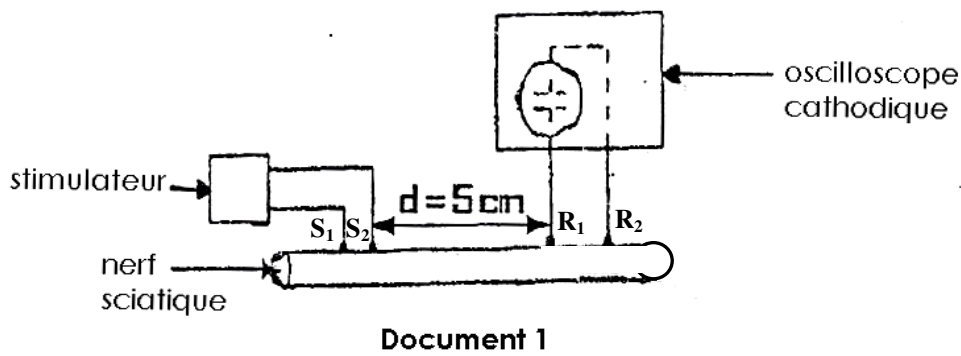 oscilloscope
cathodique
stimulateur
d=5cm
S1 S2
R1 R2
nerf
sciatique
Document 1